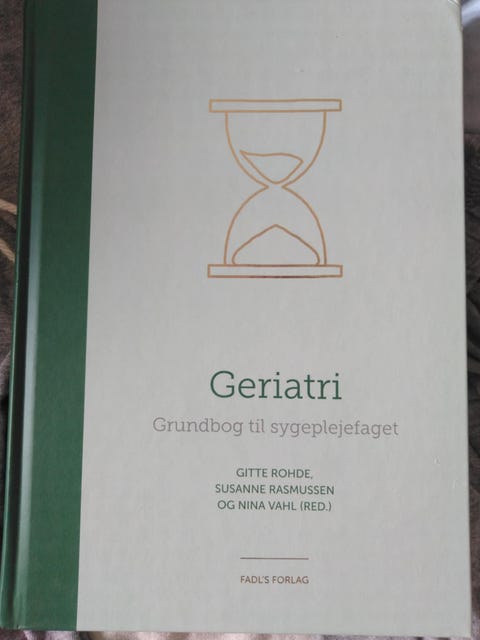 Geriatri
Grundbog til sygeplejefaget
GITTE ROHDE,
SUSANNE RASMUSSEN
OG NINA VAHL (RED.)
FADL'S FORLAG